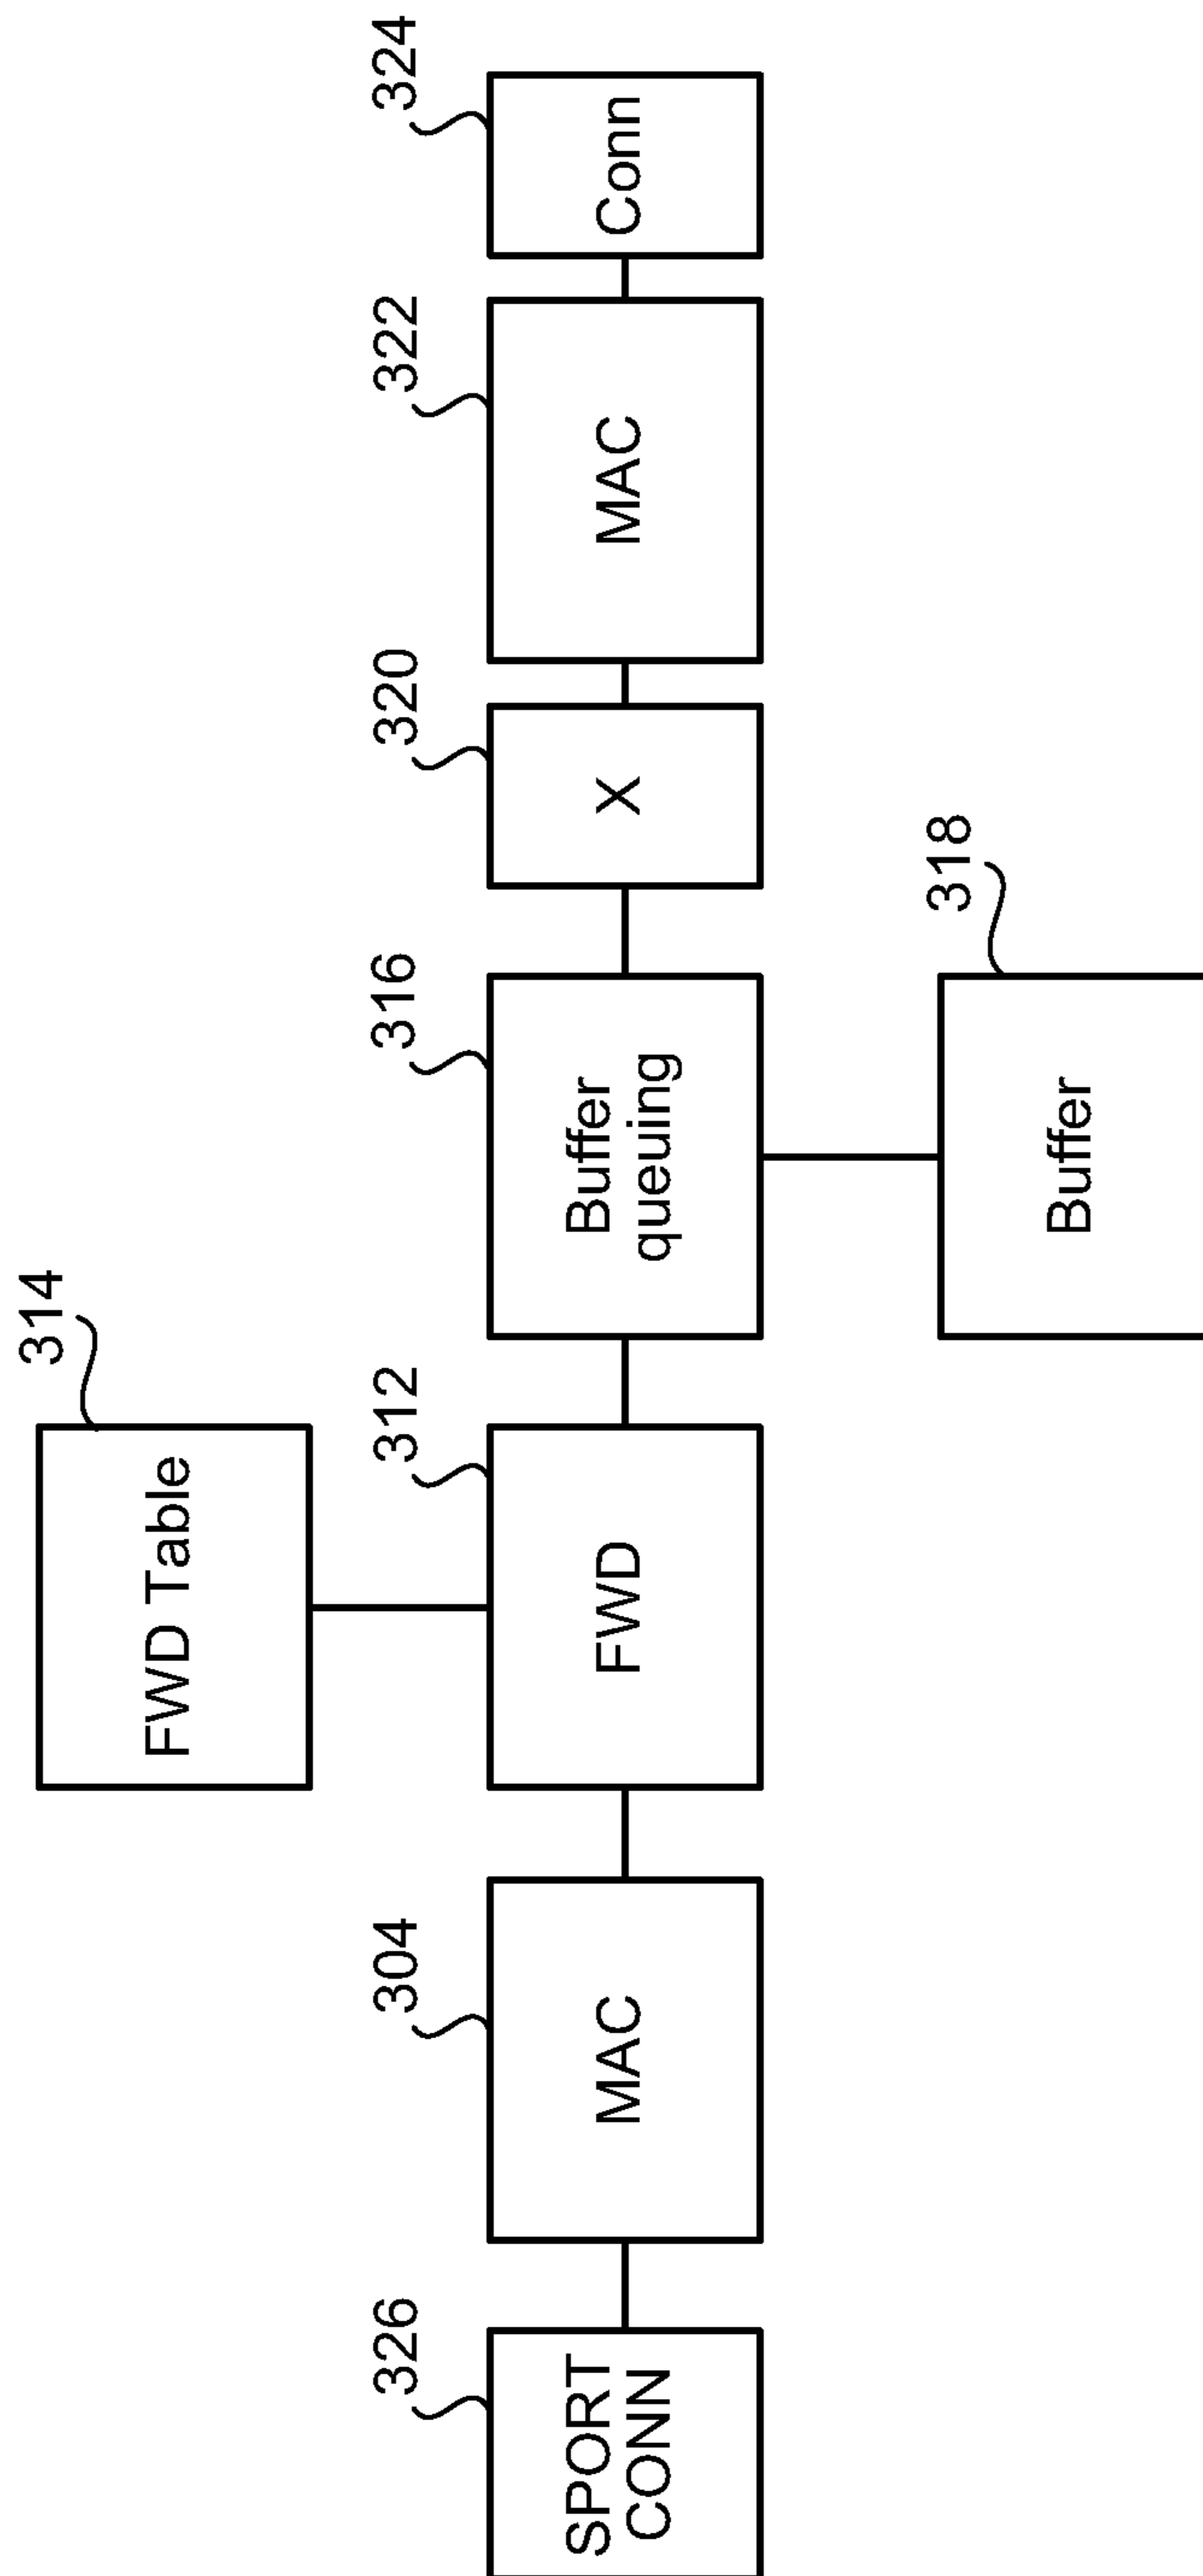 314
FWD Table
326
304
312
316
320
322
324
SPORT
CONN
MAC
FWD
Buffer
queuing
X
MAC
Conn
318
Buffer